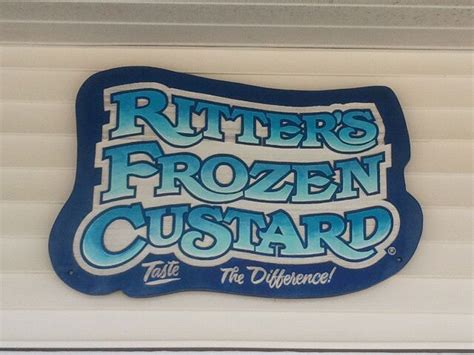 RITTER'S
FROZEN
CUSTARD®
Taste The Difference!